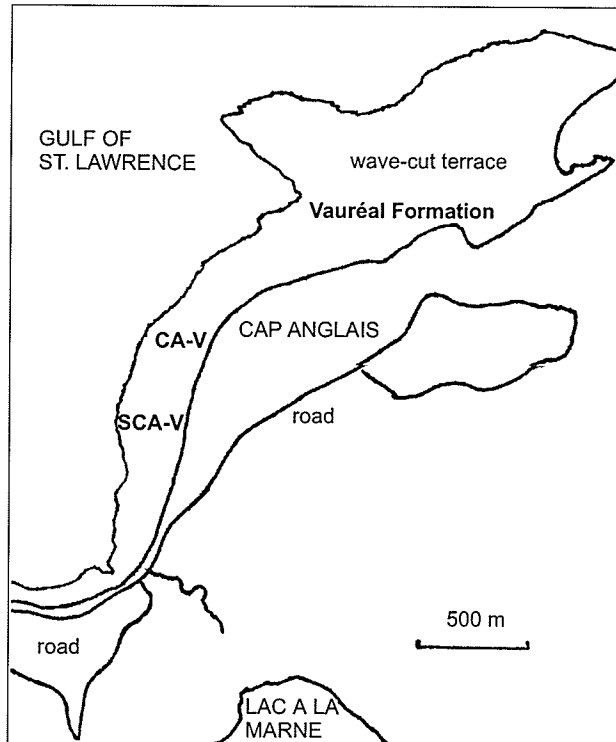 GULF OF
ST. LAWRENCE
wave-cut terrace
Vauréal Formation
CA-V
CAP ANGLAIS
SCA-V
road
500 m
road
LAC A LA
MARNE